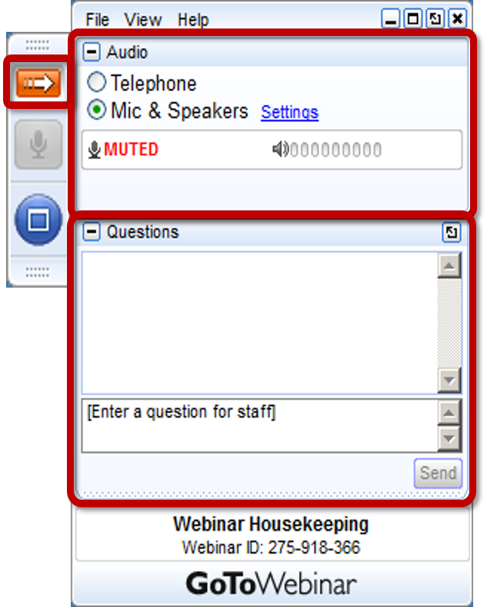 File View Help
Audio
Telephone
Mic & Speakers Settings
MUTED 000000000
Questions
[Enter a question for staff]
Send
Webinar Housekeeping
Webinar ID: 275-918-366
GoToWebinar